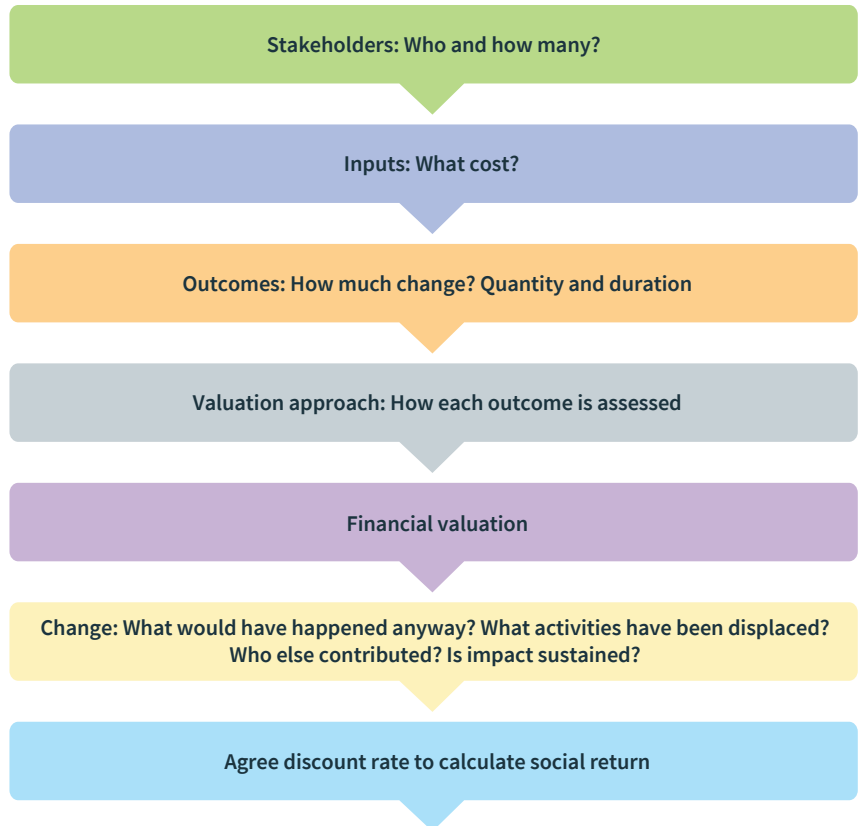 Stakeholders: Who and how many?
Inputs: What cost?
Outcomes: How much change? Quantity and duration
Valuation approach: How each outcome is assessed
Financial valuation
Change: What would have happened anyway? What activities have been displaced?
Who else contributed? Is impact sustained?
Agree discount rate to calculate social return